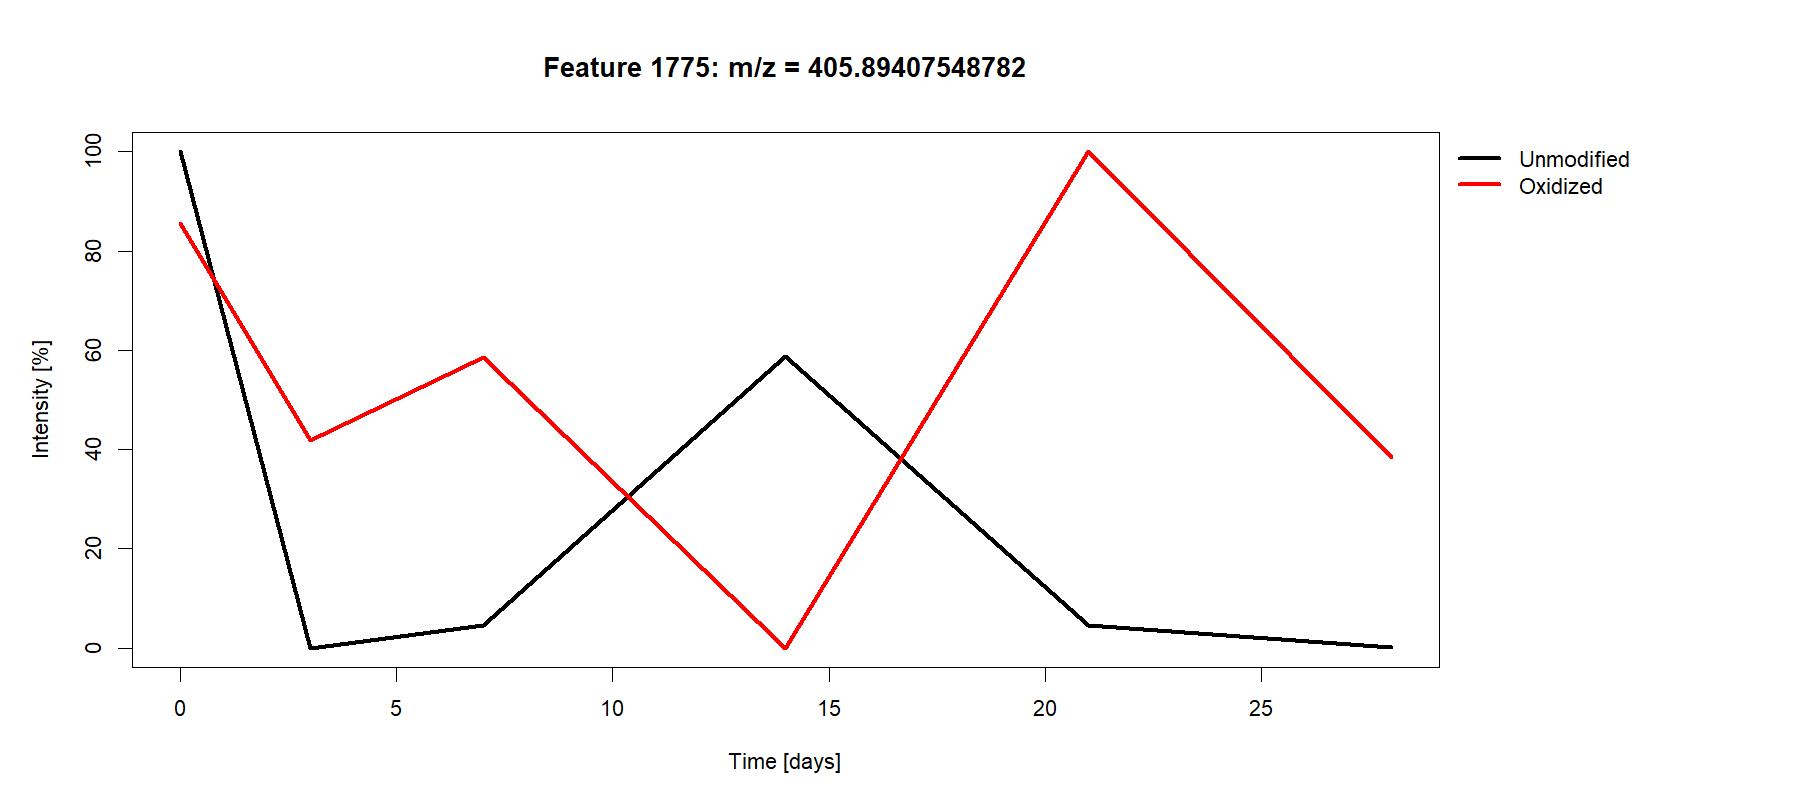 Feature 1775: m/z = 405.89407548782
Unmodified
Oxidized
Intensity [%]
100
80
60
40
20
0
0 5 10 15 20 25
Time [days]